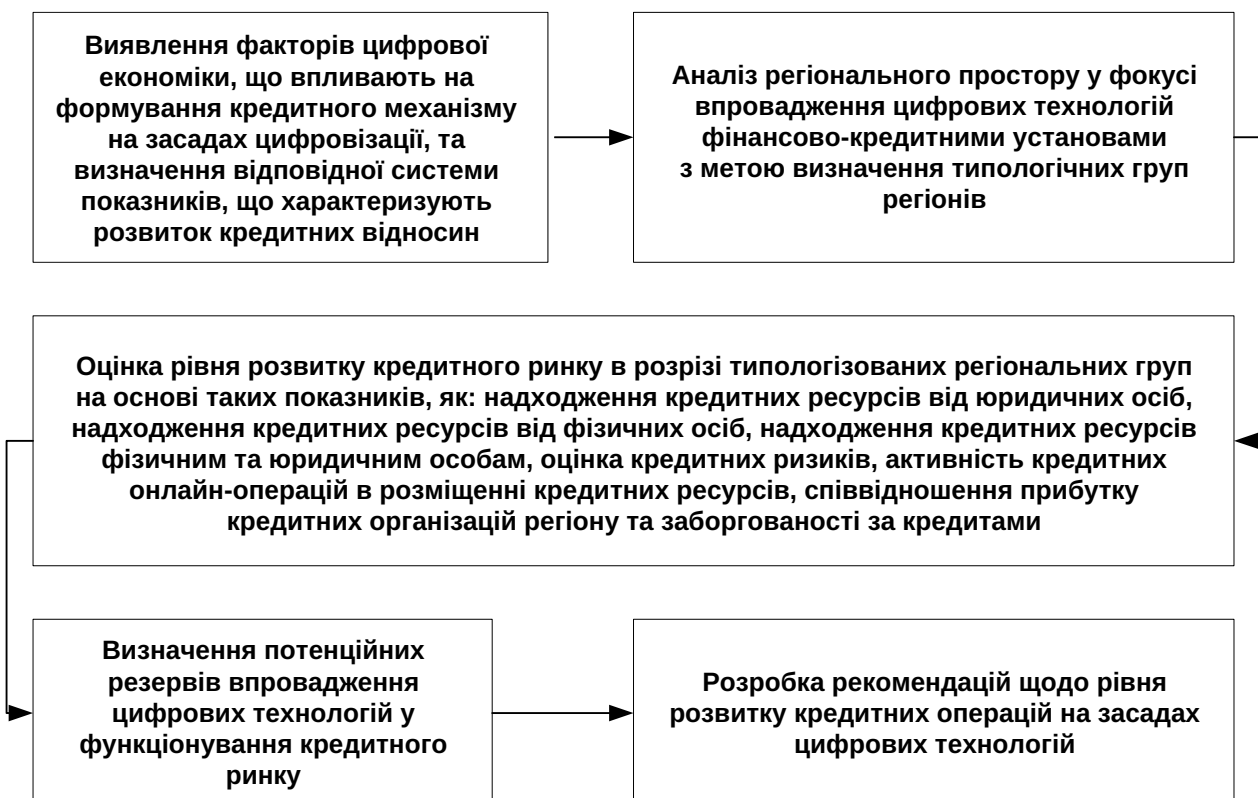 Виявлення факторів цифрової
економіки, що впливають на
формування кредитного механізму
на засадах цифровізації, та
визначення відповідної системи
показників, що характеризують
розвиток кредитних відносин
Аналіз регіонального простору у фокусі
впровадження цифрових технологій
фінансово-кредитними установами
з метою визначення типологічних груп
регіонів
Оцінка рівня розвитку кредитного ринку в розрізі типологізованих регіональних груп
на основі таких показників, як: надходження кредитних ресурсів від юридичних осіб,
надходження кредитних ресурсів від фізичних осіб, надходження кредитних ресурсів
фізичним та юридичним особам, оцінка кредитних ризиків, активність кредитних
онлайн-операцій в розміщенні кредитних ресурсів, співвідношення прибутку
кредитних організацій регіону та заборгованості за кредитами
Визначення потенційних
резервів впровадження
цифрових технологій у
функціонування кредитного
ринку
Розробка рекомендацій щодо рівня
розвитку кредитних операцій на засадах
цифрових технологій